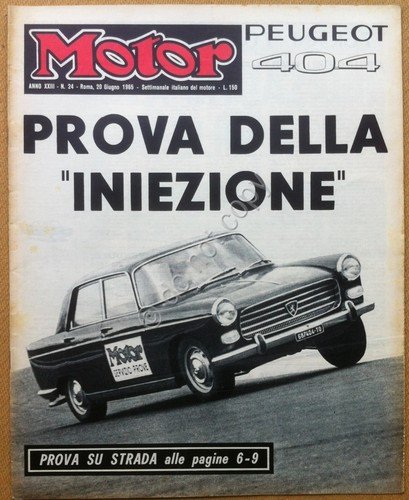 Motor
PEUGEOT
404
ANNO XXIII - N. 24 - Roma, 20 Giugno 1965 - Settimanale italiano del motore - L. 150
PROVA DELLA
"INIEZIONE"
MOTOR
SERVIZIO PROVE
PROVA SU STRADA alle pagine 6-9